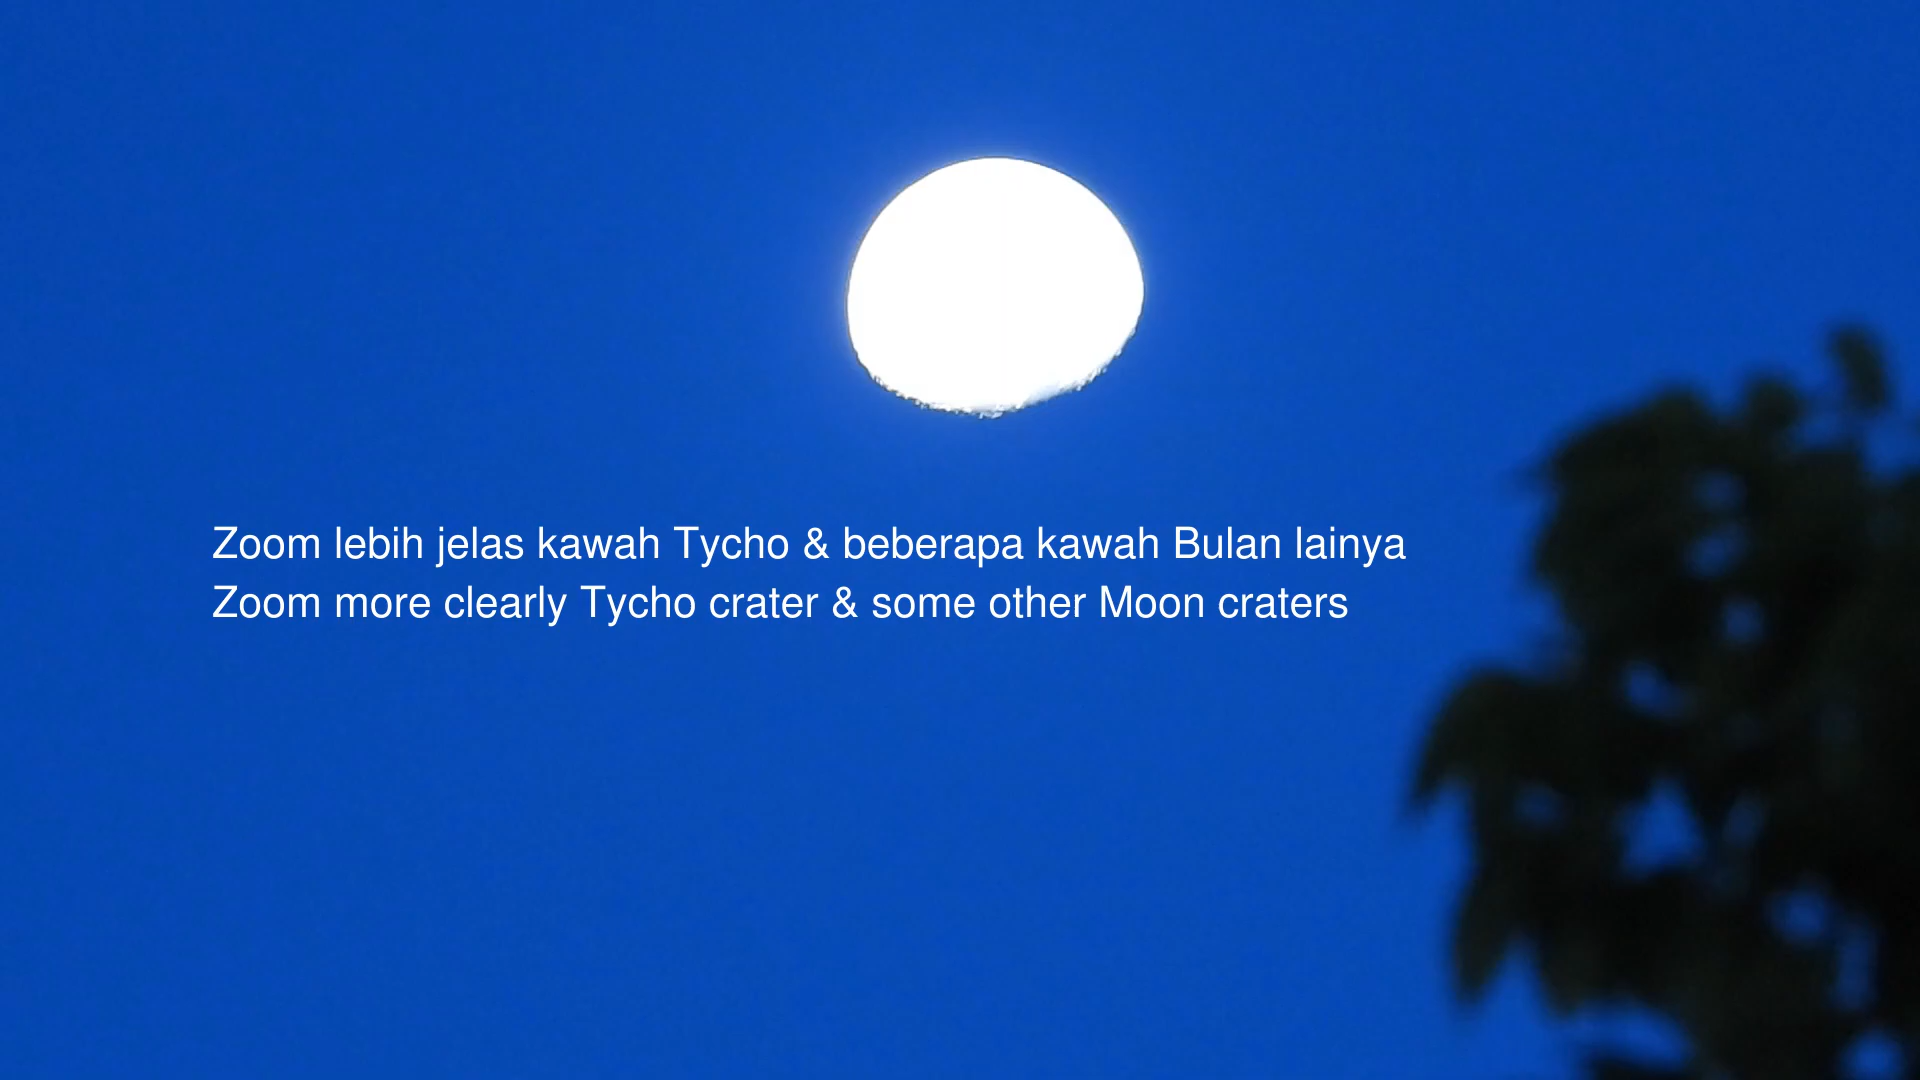 Zoom lebih jelas kawah Tycho & beberapa kawah Bulan lainya
Zoom more clearly Tycho crater & some other Moon craters